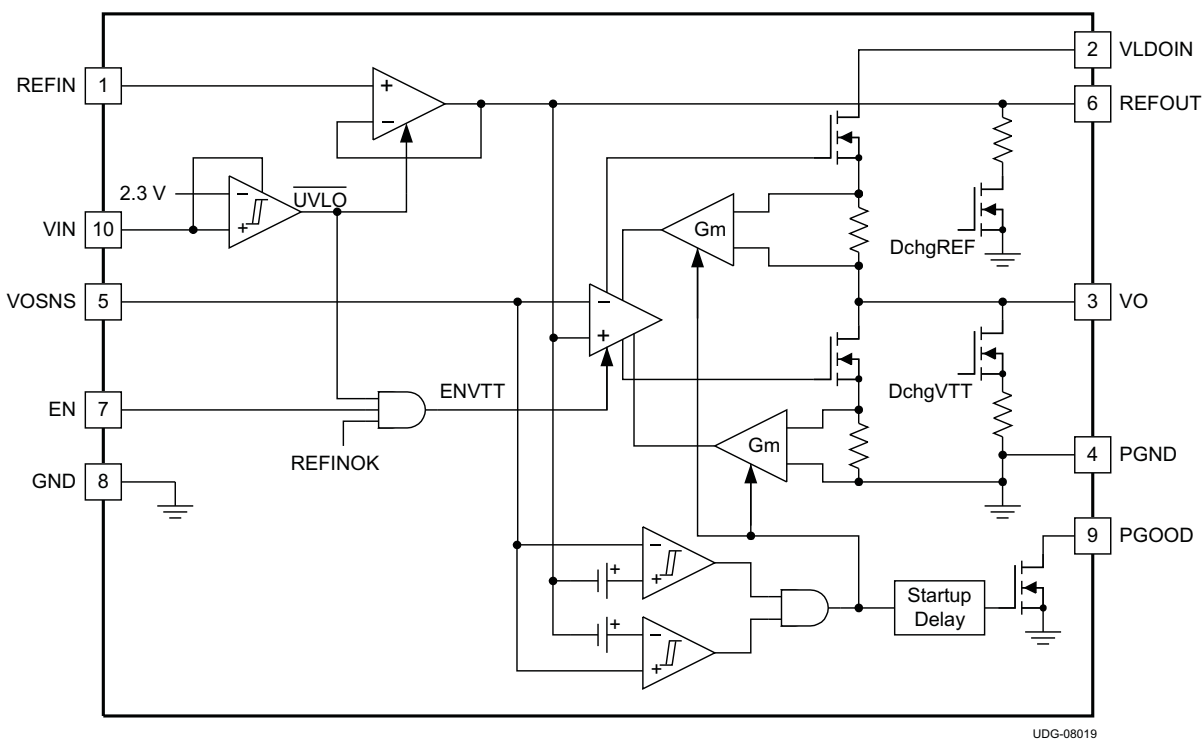 2 VLDOIN
REFIN 1
+
−
6 REFOUT
2.3 V
−
+
UVLO
VIN 10
Gm
DchgREF
VOSNS 5
−
+
3 VO
DchgVTT
EN 7
ENVTT
REFINOK
Gm
4 PGND
GND 8
9 PGOOD
−
+
+
Startup
Delay
+
−
+
UDG-08019